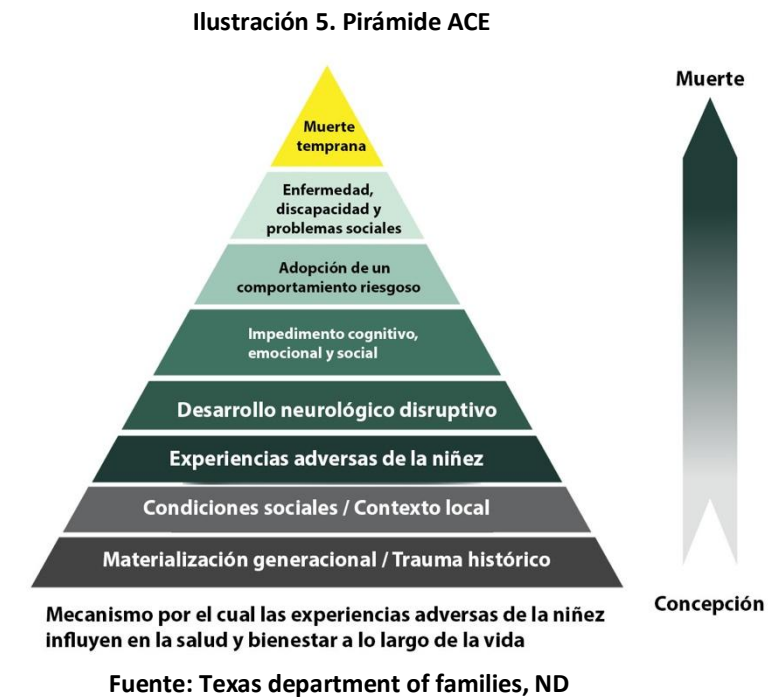 Ilustración 5. Pirámide ACE
Muerte
temprana
Enfermedad,
discapacidad y
problemas sociales
Adopción de un
comportamiento riesgoso
Impedimento cognitivo,
emocional y social
Desarrollo neurológico disruptivo
Experiencias adversas de la niñez
Condiciones sociales / Contexto local
Materialización generacional / Trauma histórico
Muerte
Concepción
Mecanismo por el cual las experiencias adversas de la niñez
influyen en la salud y bienestar a lo largo de la vida
Fuente: Texas department of families, ND